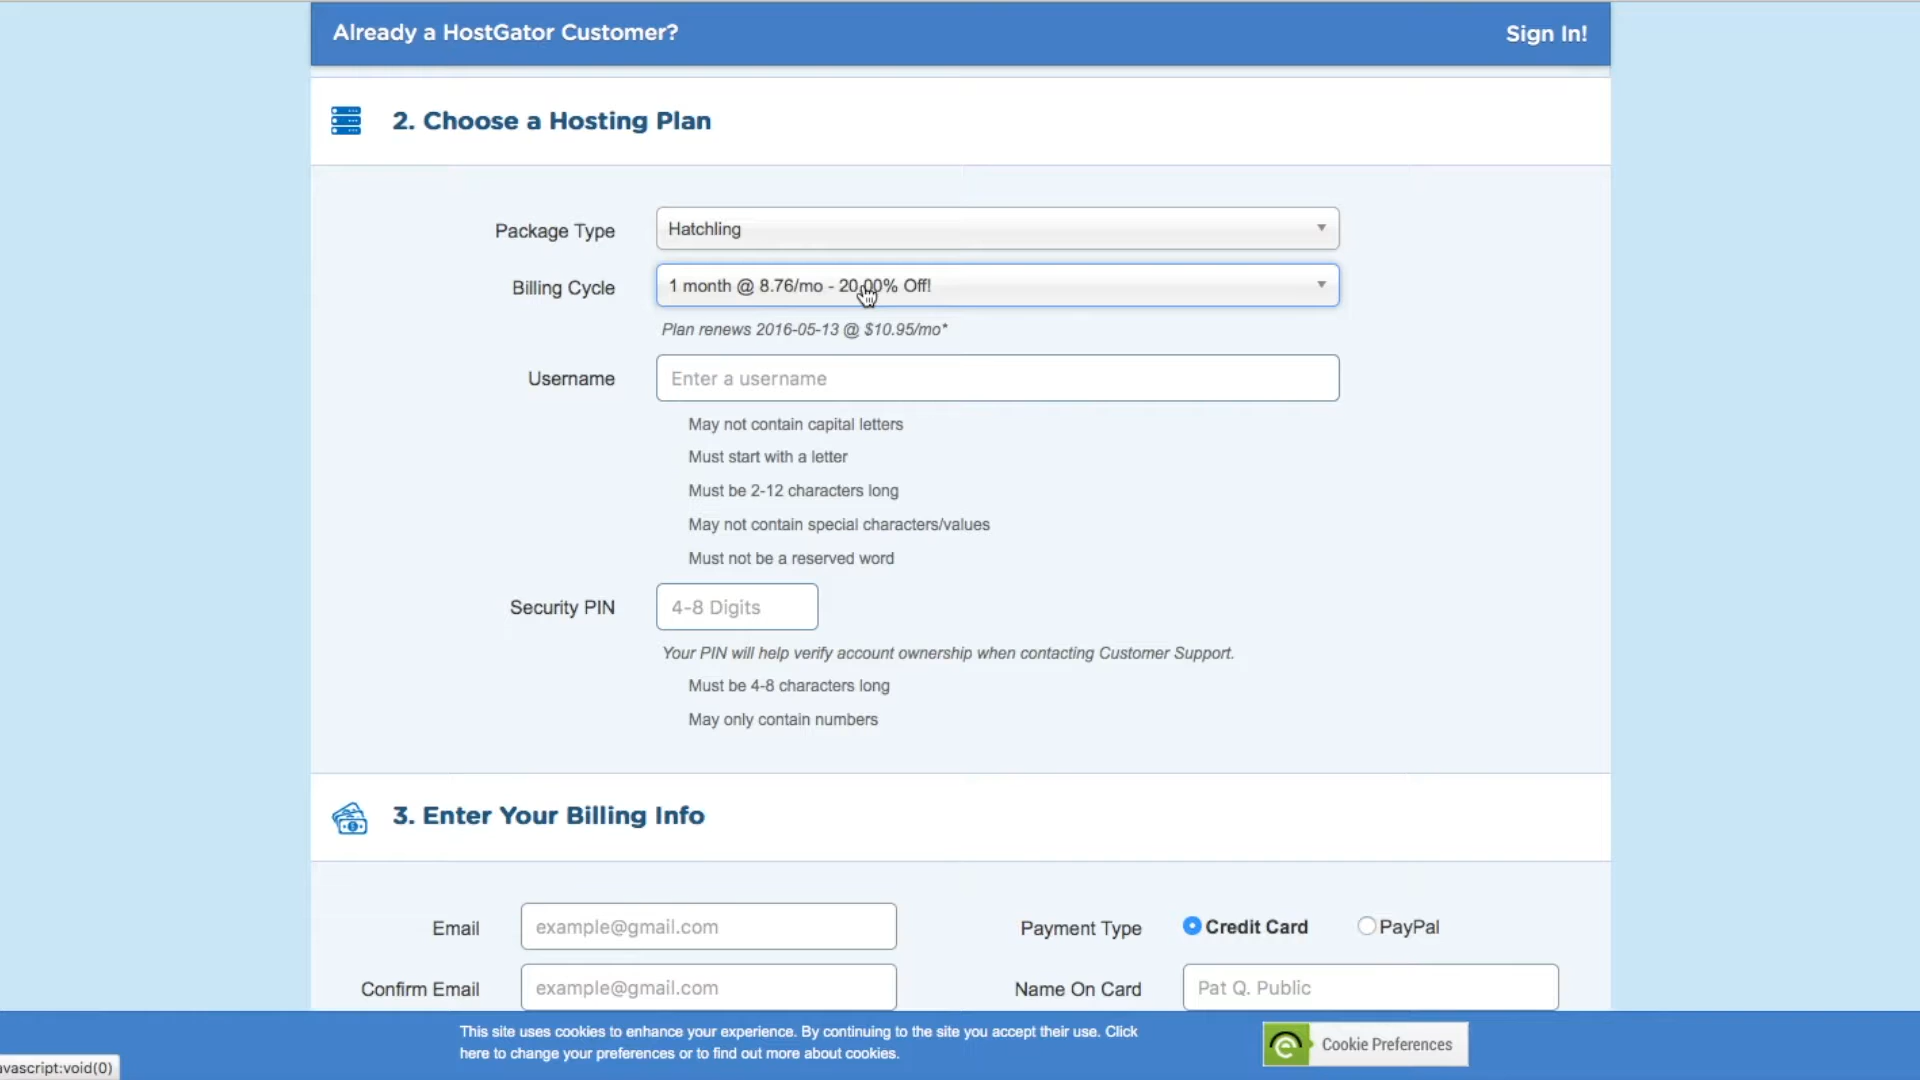 Already a HostGator Customer?
Sign In!
2. Choose a Hosting Plan
Package Type
Hatchling
Billing Cycle
1 month @ 8.76/mo - 20.00% Off!
Plan renews 2016-05-13 @ $10.95/mo*
Username
Enter a username
May not contain capital letters
Must start with a letter
Must be 2-12 characters long
May not contain special characters/values
Must not be a reserved word
Security PIN
4-8 Digits
Your PIN will help verify account ownership when contacting Customer Support.
Must be 4-8 characters long
May only contain numbers
3. Enter Your Billing Info
Email
example@gmail.com
Payment Type
Credit Card
PayPal
Confirm Email
example@gmail.com
Name On Card
Pat Q. Public
This site uses cookies to enhance your experience. By continuing to the site you accept their use. Click
here to change your preferences or to find out more about cookies.
Cookie Preferences
avascript:void(0)